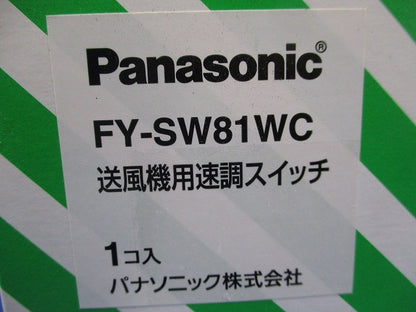 Panasonic®
FY-SW81WC
送風機用速調スイッチ
1コ入
パナソニック株式会社